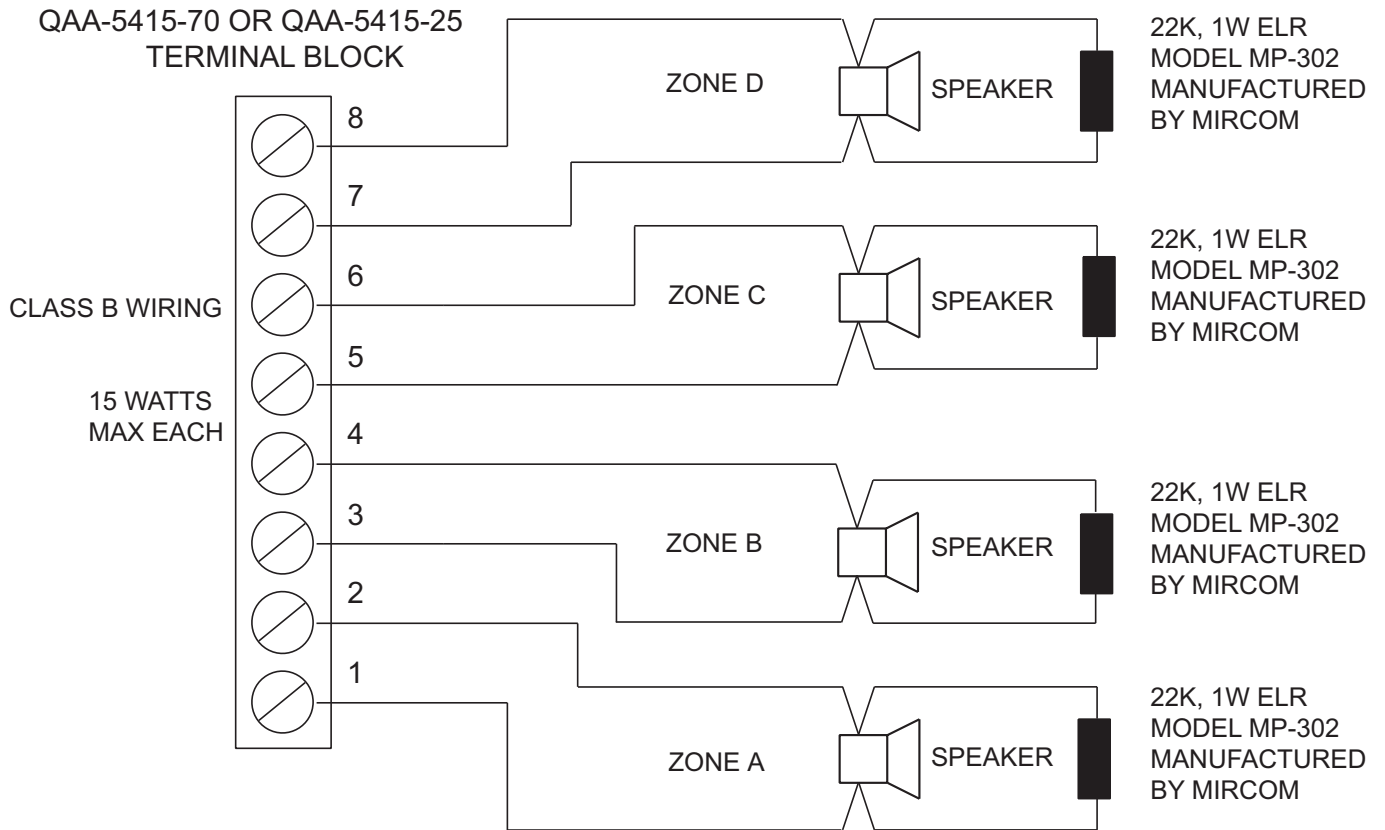 QAA-5415-70 OR QAA-5415-25
TERMINAL BLOCK
CLASS B WIRING
15 WATTS
MAX EACH
8
7
6
5
4
3
2
1
ZONE D
SPEAKER
22K, 1W ELR
MODEL MP-302
MANUFACTURED
BY MIRCOM
ZONE C
SPEAKER
22K, 1W ELR
MODEL MP-302
MANUFACTURED
BY MIRCOM
ZONE B
SPEAKER
22K, 1W ELR
MODEL MP-302
MANUFACTURED
BY MIRCOM
ZONE A
SPEAKER
22K, 1W ELR
MODEL MP-302
MANUFACTURED
BY MIRCOM